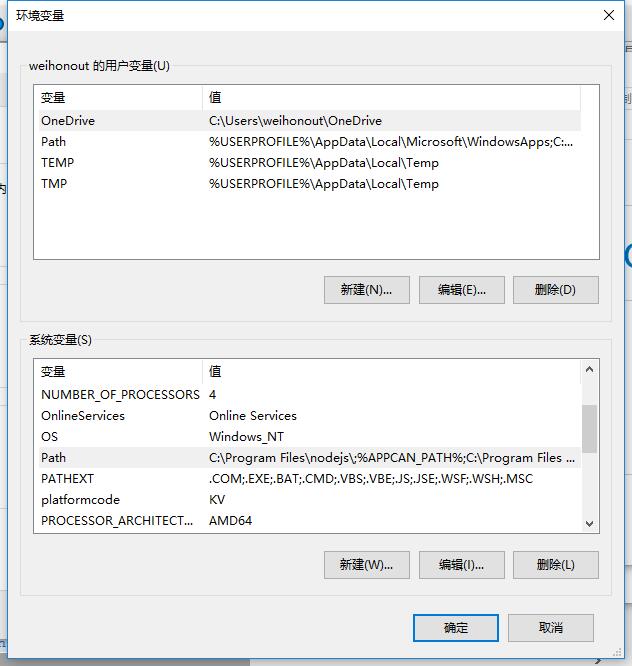 环境变量
weihonout 的用户变量(U)
变量 值
OneDrive C:\Users\weihonout\OneDrive
Path %USERPROFILE%\AppData\Local\Microsoft\WindowsApps;C:...
TEMP %USERPROFILE%\AppData\Local\Temp
TMP %USERPROFILE%\AppData\Local\Temp
新建(N)... 编辑(E)... 删除(D)
系统变量(S)
变量 值
NUMBER_OF_PROCESSORS 4
OnlineServices Online Services
OS Windows_NT
Path C:\Program Files\nodejs\;%APPCAN_PATH%;C:\Program Files ...
PATHEXT .COM;.EXE;.BAT;.CMD;.VBS;.VBE;.JS;.JSE;.WSF;.WSH;.MSC
platformcode KV
PROCESSOR_ARCHITECT... AMD64
新建(W)... 编辑(I)... 删除(L)
确定 取消